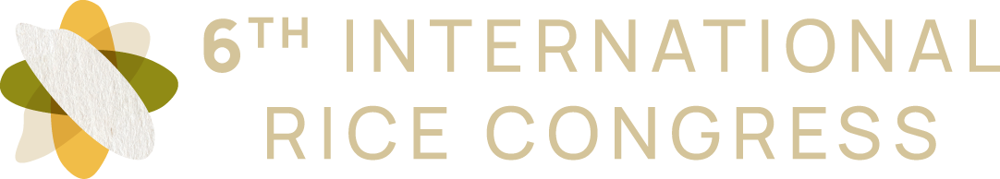 6TH INTERNATIONAL
RICE CONGRESS